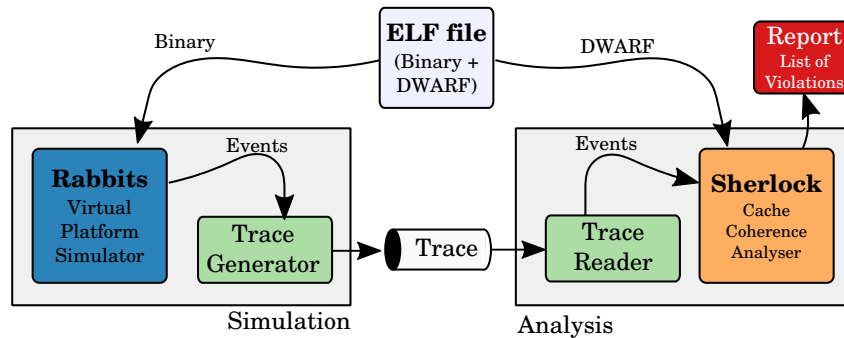 ELF file
(Binary +
DWARF)
Binary
DWARF
Report
List of
Violations
Rabbits
Virtual
Platform
Simulator
Events
Trace
Generator
Trace
Events
Trace
Reader
Sherlock
Cache
Coherence
Analyser
Simulation
Analysis